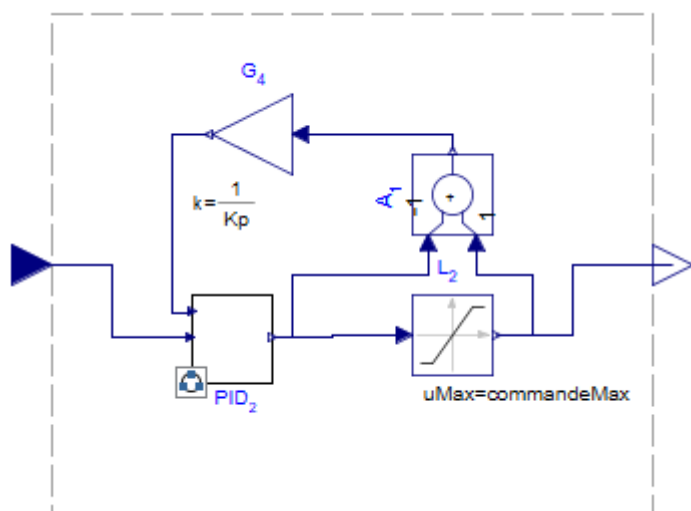 G4
k=1/Kp
A1
-1
+
1
L2
PID2
uMax=commandeMax